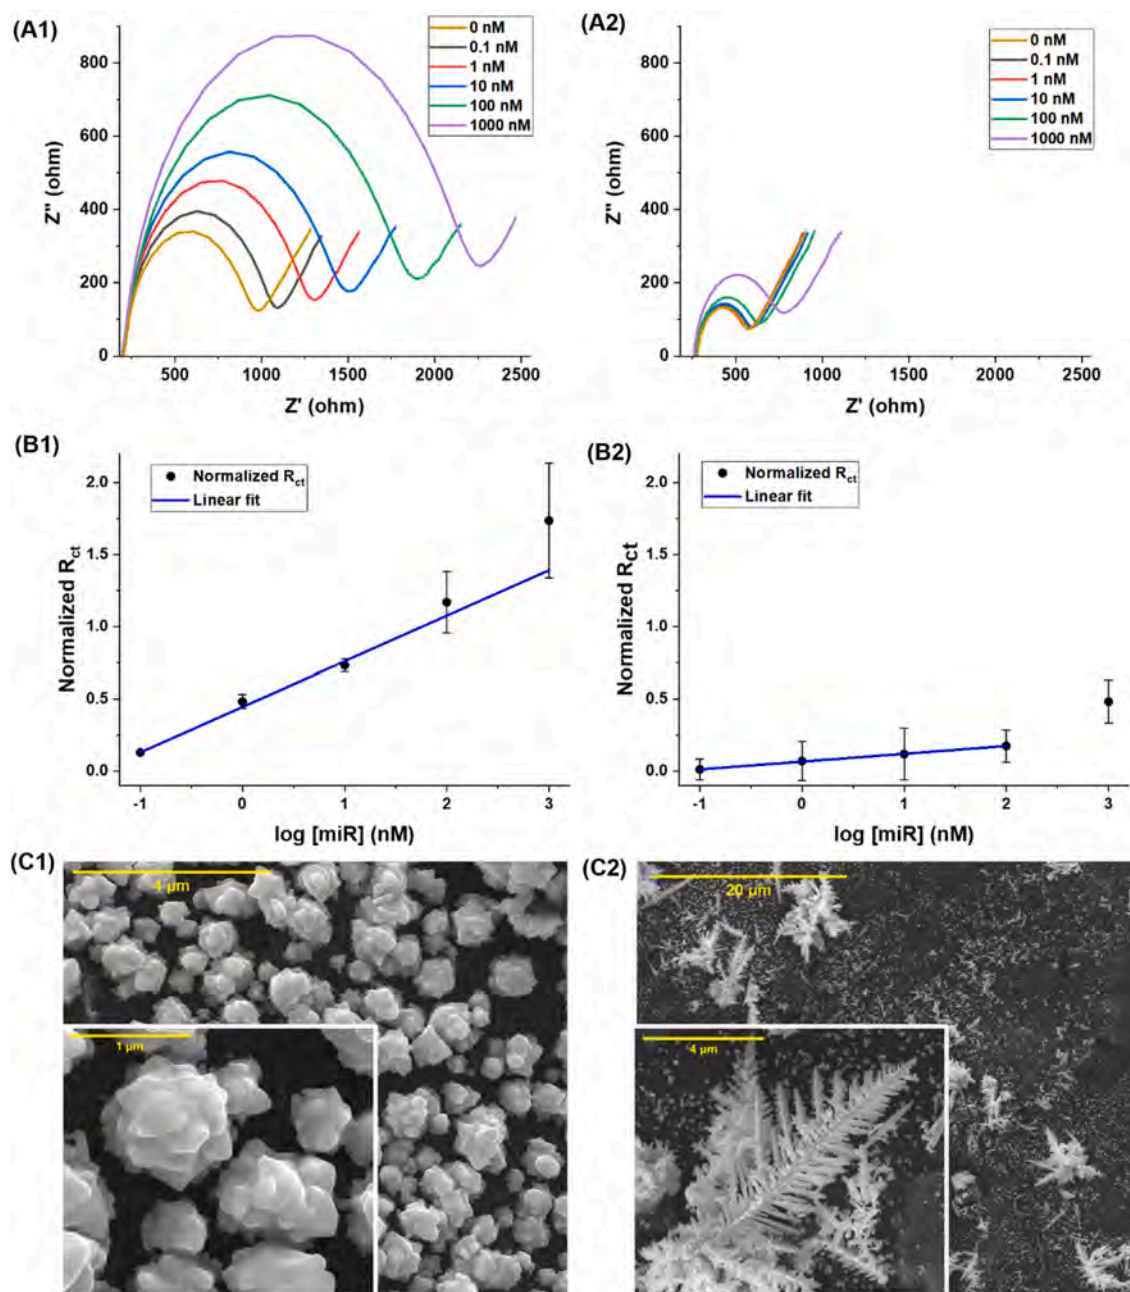 (A1)
0 nM
0.1 nM
1 nM
10 nM
100 nM
1000 nM
800
600
400
200
0
Z" (ohm)
500
1000
1500
2000
2500
Z' (ohm)
(A2)
0 nM
0.1 nM
1 nM
10 nM
100 nM
1000 nM
800
600
400
200
0
Z" (ohm)
500
1000
1500
2000
2500
Z' (ohm)
(B1)
Normalized Rct
Linear fit
2.0
1.5
1.0
0.5
0.0
Normalized Rct
-1
0
1
2
3
log [miR] (nM)
(B2)
Normalized Rct
Linear fit
2.0
1.5
1.0
0.5
0.0
Normalized Rct
-1
0
1
2
3
log [miR] (nM)
(C1)
4 µm
1 µm
(C2)
20 µm
4 µm